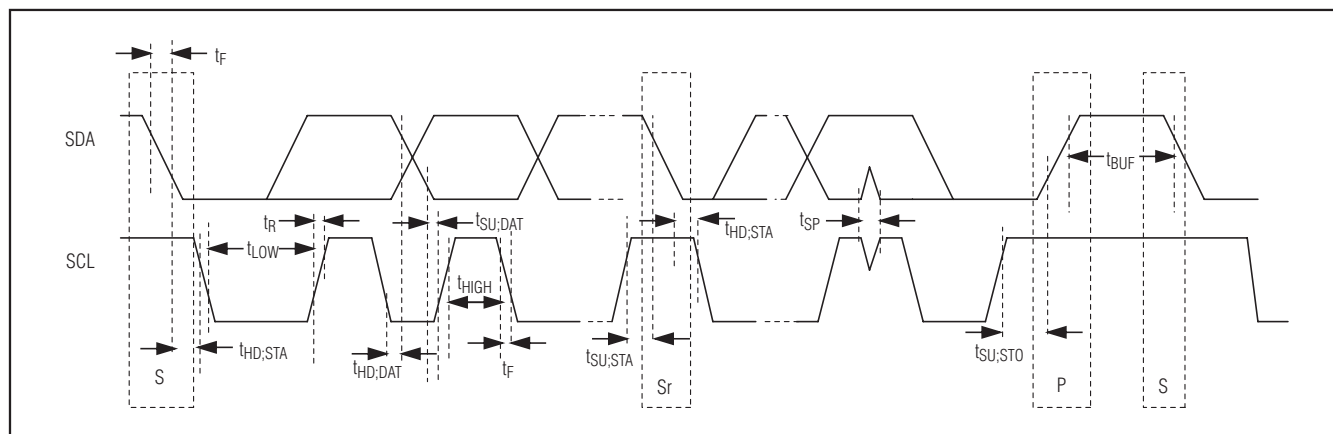 tF
SDA
tBUF
tR
tSU;DAT
tHD;STA
tSP
tLOW
SCL
tHIGH
tHD;STA
tHD;DAT
tF
tSU;STA
tSU;STO
S
Sr
P
S